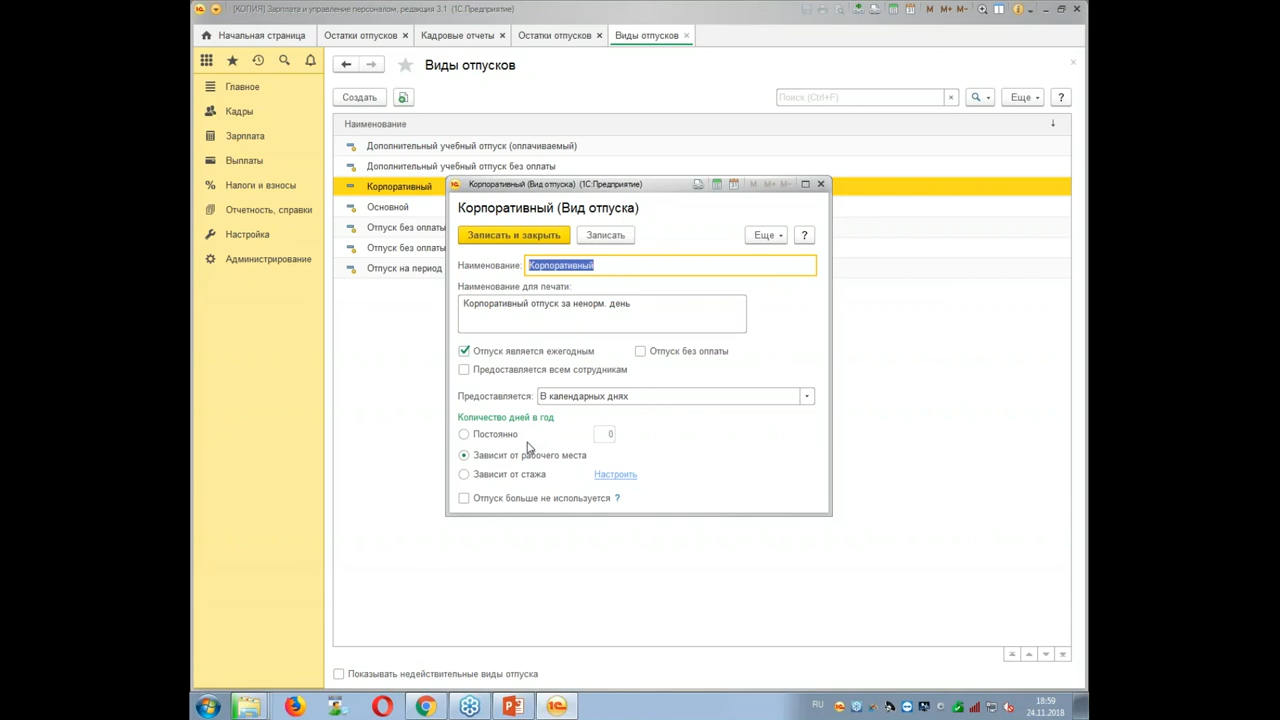 [КОПИЯ] Зарплата и управление персоналом, редакция 3.1 (1С:Предприятие)
M M+ M-
Начальная страница
Остатки отпусков ×
Кадровые отчеты ×
Остатки отпусков ×
Виды отпусков ×
Главное
Кадры
Зарплата
Выплаты
Налоги и взносы
Отчетность, справки
Настройка
Администрирование
Виды отпусков
Создать
Поиск (Ctrl+F)
Еще
?
Наименование
Дополнительный учебный отпуск (оплачиваемый)
Дополнительный учебный отпуск без оплаты
Корпоративный
Основной
Отпуск без оплаты
Отпуск без оплаты
Отпуск на период
Корпоративный (Вид отпуска) (1С:Предприятие)
M M+ M-
Корпоративный (Вид отпуска)
Записать и закрыть
Записать
Еще
?
Наименование: Корпоративный
Наименование для печати:
Корпоративный отпуск за ненорм. день
Отпуск является ежегодным
Отпуск без оплаты
Предоставляется всем сотрудникам
Предоставляется: В календарных днях
Количество дней в год
Постоянно 0
Зависит от рабочего места
Зависит от стажа Настроить
Отпуск больше не используется ?
Показывать недействительные виды отпуска
RU
18:59
24.11.2018